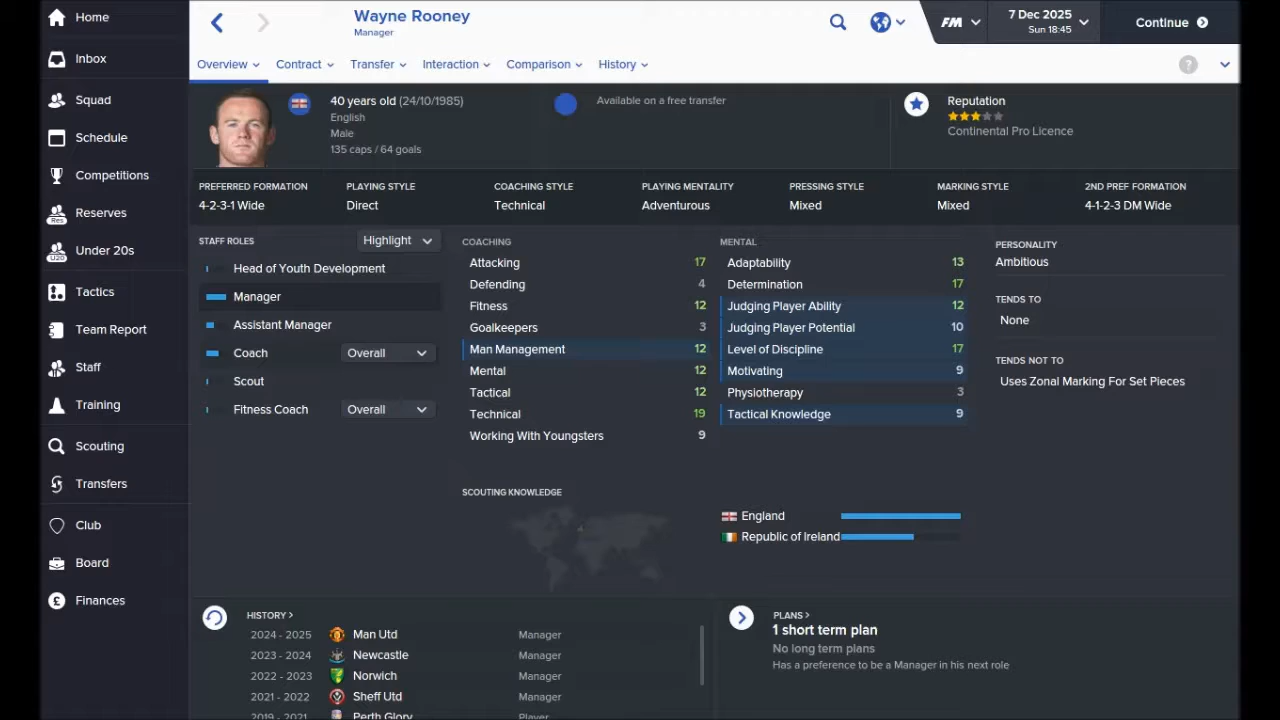 Home
Inbox
Squad
Schedule
Competitions
Reserves
Res
Under 20s
U20
Tactics
Team Report
Staff
Training
Scouting
Transfers
Club
Board
Finances
£
Wayne Rooney
Manager
FM
7 Dec 2025
Sun 18:45
Continue
Overview
Contract
Transfer
Interaction
Comparison
History
?
40 years old (24/10/1985)
English
Male
135 caps / 64 goals
Available on a free transfer
Reputation
Continental Pro Licence
PREFERRED FORMATION
4-2-3-1 Wide
PLAYING STYLE
Direct
COACHING STYLE
Technical
PLAYING MENTALITY
Adventurous
PRESSING STYLE
Mixed
MARKING STYLE
Mixed
2ND PREF FORMATION
4-1-2-3 DM Wide
STAFF ROLES
Highlight
Head of Youth Development
Manager
Assistant Manager
Coach Overall
Scout
Fitness Coach Overall
COACHING
Attacking 17
Defending 4
Fitness 12
Goalkeepers 3
Man Management 12
Mental 12
Tactical 12
Technical 19
Working With Youngsters 9
MENTAL
Adaptability 13
Determination 17
Judging Player Ability 12
Judging Player Potential 10
Level of Discipline 17
Motivating 9
Physiotherapy 3
Tactical Knowledge 9
PERSONALITY
Ambitious
TENDS TO
None
TENDS NOT TO
Uses Zonal Marking For Set Pieces
SCOUTING KNOWLEDGE
England
Republic of Ireland
HISTORY >
2024 - 2025 Man Utd Manager
2023 - 2024 Newcastle Manager
2022 - 2023 Norwich Manager
2021 - 2022 Sheff Utd Manager
2019 - 2021 Perth Glory Player
PLANS >
1 short term plan
No long term plans
Has a preference to be a Manager in his next role